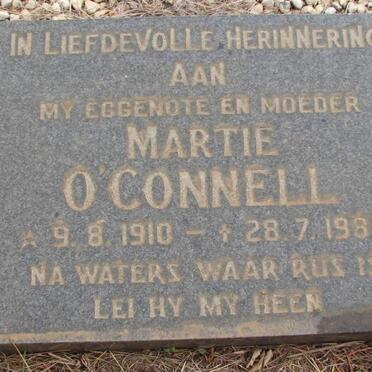 IN LIEFDEVOLLE HERINNERING
AAN
MY EGGENOTE EN MOEDER
MARTIE
O'CONNELL
☆ 9.8.1910 – † 28.7.198
NA WATERS WAAR RUS IS
LEI HY MY HEEN